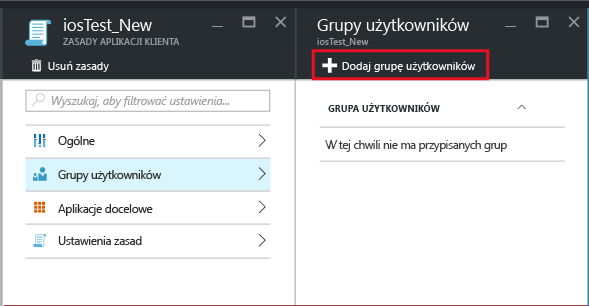 iosTest_New
ZASADY APLIKACJI KLIENTA
Usuń zasady
Wyszukaj, aby filtrować ustawienia...
Ogólne
Grupy użytkowników
Aplikacje docelowe
Ustawienia zasad
Grupy użytkowników
iosTest_New
Dodaj grupę użytkowników
GRUPA UŻYTKOWNIKÓW
W tej chwili nie ma przypisanych grup